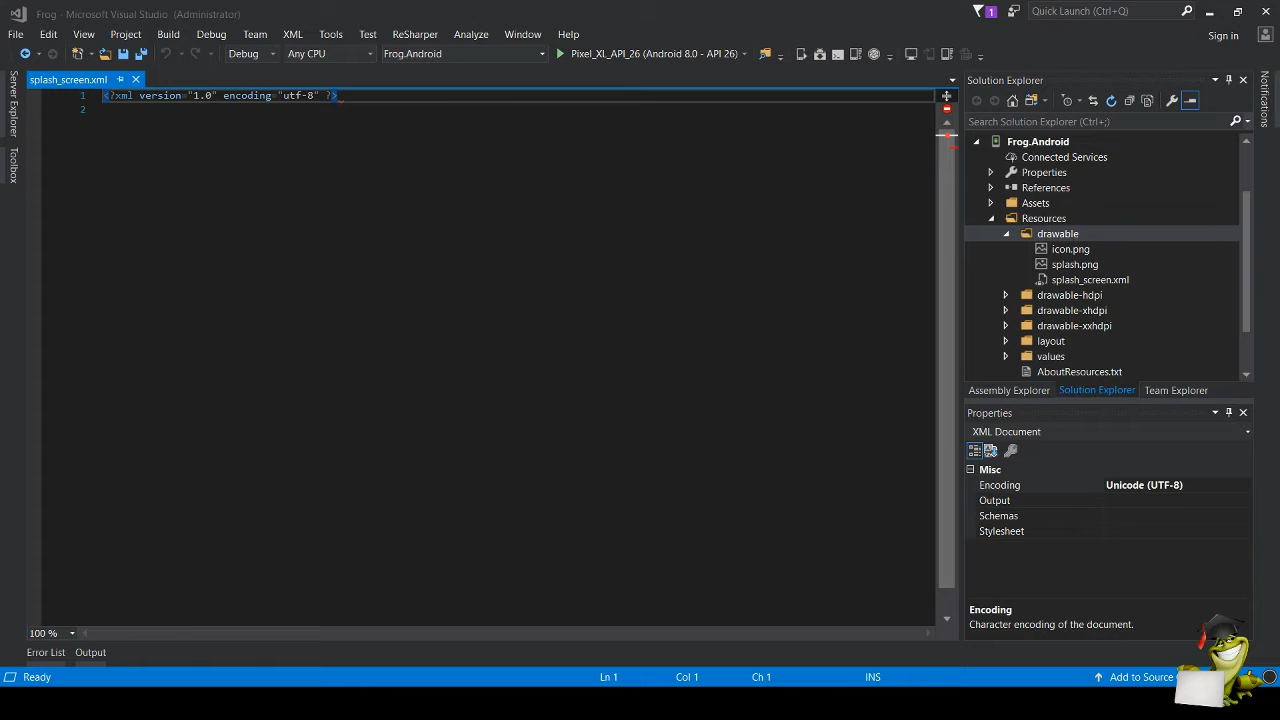 Frog - Microsoft Visual Studio (Administrator)
1
Quick Launch (Ctrl+Q)
File Edit View Project Build Debug Team XML Tools Test ReSharper Analyze Window Help
Sign in
Debug Any CPU Frog.Android Pixel_XL_API_26 (Android 8.0 - API 26)
Server Explorer
Toolbox
splash_screen.xml
1 <?xml version="1.0" encoding="utf-8" ?>
2
Solution Explorer
Search Solution Explorer (Ctrl+;)
Frog.Android
Connected Services
Properties
References
Assets
Resources
drawable
icon.png
splash.png
splash_screen.xml
drawable-hdpi
drawable-xhdpi
drawable-xxhdpi
layout
values
AboutResources.txt
Assembly Explorer Solution Explorer Team Explorer
Properties
XML Document
Misc
Encoding Unicode (UTF-8)
Output
Schemas
Stylesheet
Encoding
Character encoding of the document.
Notifications
100 %
Error List Output
Ready Ln 1 Col 1 Ch 1 INS Add to Source